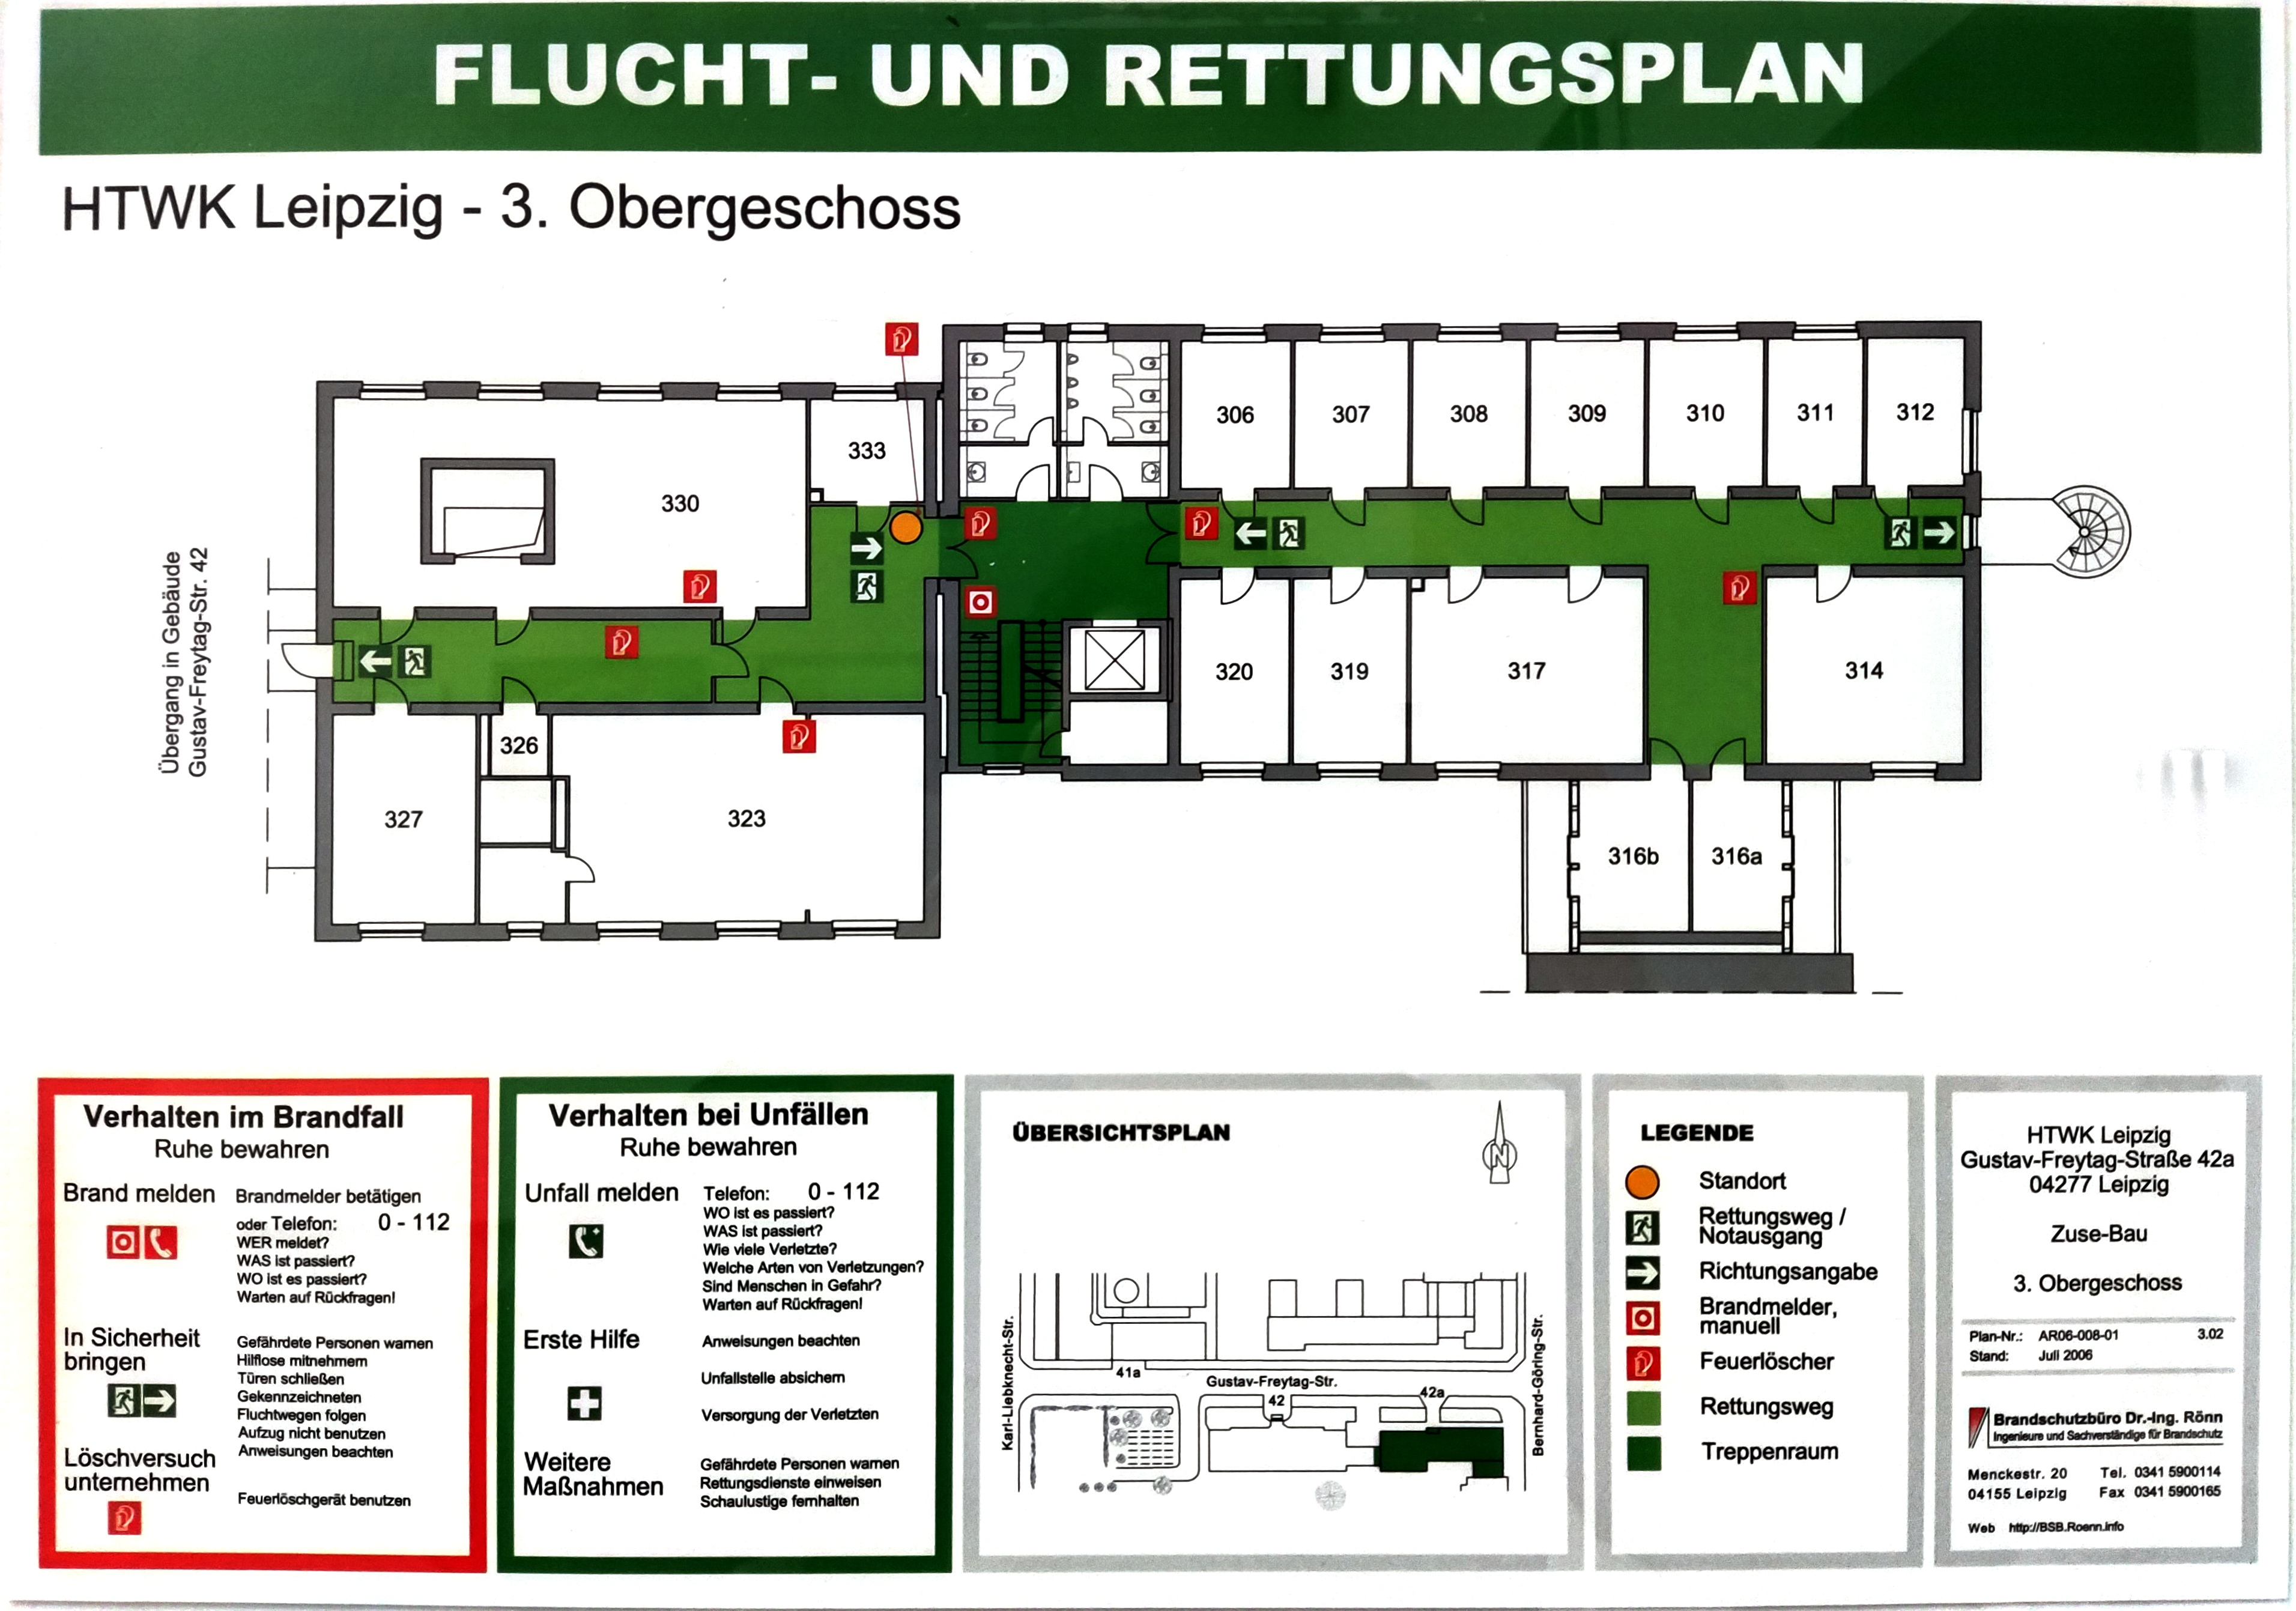 FLUCHT- UND RETTUNGSPLAN
HTWK Leipzig - 3. Obergeschoss
Übergang in Gebäude
Gustav-Freytag-Str. 42
330
333
306
307
308
309
310
311
312
327
326
323
320
319
317
314
316b
316a
Verhalten im Brandfall
Ruhe bewahren
Brand melden
Brandmelder betätigen
oder Telefon: 0 - 112
WER meldet?
WAS ist passiert?
WO ist es passiert?
Warten auf Rückfragen!
In Sicherheit
bringen
Gefährdete Personen warnen
Hilflose mitnehmem
Türen schließen
Gekennzeichneten
Fluchtwegen folgen
Aufzug nicht benutzen
Anweisungen beachten
Löschversuch
unternehmen
Feuerlöschgerät benutzen
Verhalten bei Unfällen
Ruhe bewahren
Unfall melden
Telefon: 0 - 112
WO ist es passiert?
WAS ist passiert?
Wie viele Verletzte?
Welche Arten von Verletzungen?
Sind Menschen in Gefahr?
Warten auf Rückfragen!
Erste Hilfe
Anweisungen beachten
Unfallstelle absichern
Versorgung der Verletzten
Weitere
Maßnahmen
Gefährdete Personen warnen
Rettungsdienste einweisen
Schaulustige fernhalten
ÜBERSICHTSPLAN
N
Karl-Liebknecht-Str.
41a
Gustav-Freytag-Str.
42
42a
Bernhard-Göring-Str.
LEGENDE
Standort
Rettungsweg /
Notausgang
Richtungsangabe
Brandmelder,
manuell
Feuerlöscher
Rettungsweg
Treppenraum
HTWK Leipzig
Gustav-Freytag-Straße 42a
04277 Leipzig
Zuse-Bau
3. Obergeschoss
Plan-Nr.: AR06-008-01 3.02
Stand: Juli 2006
Brandschutzbüro Dr.-Ing. Rönn
Ingenieure und Sachverständige für Brandschutz
Menckestr. 20 Tel. 0341 5900114
04155 Leipzig Fax 0341 5900165
Web http://BSB.Roenn.info